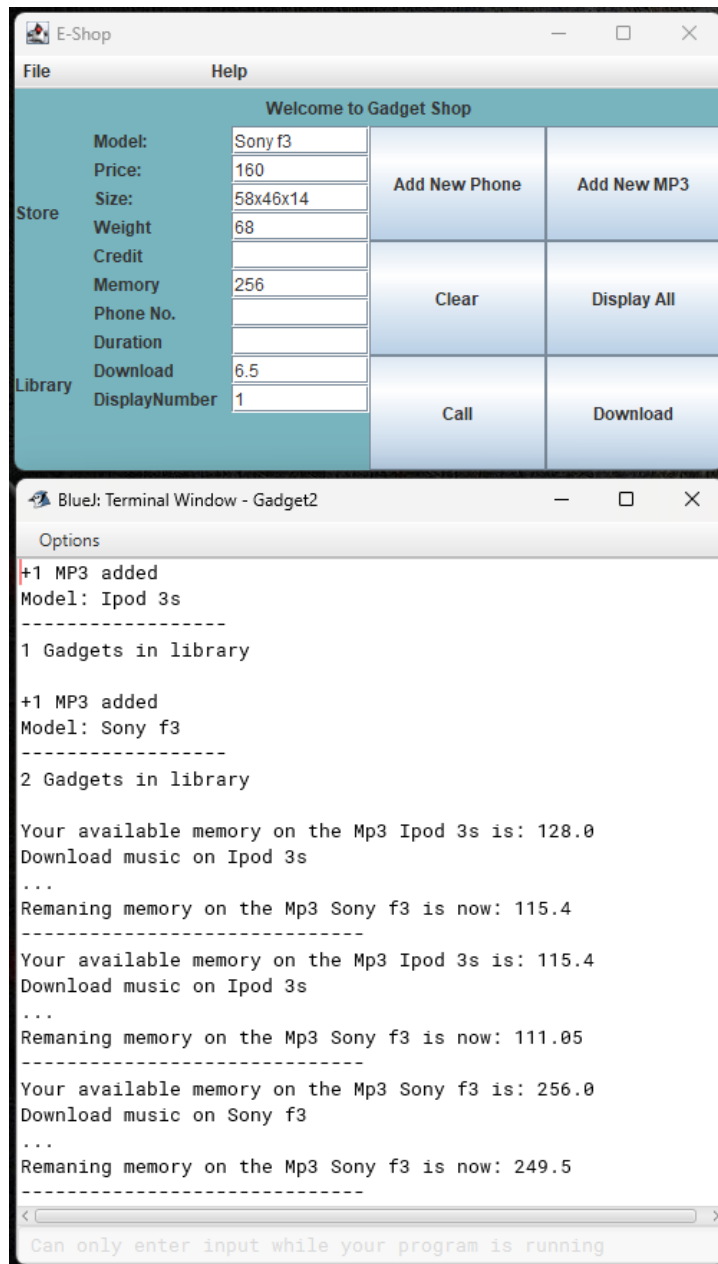 E-Shop
File Help
Welcome to Gadget Shop
Model: Sony f3
Price: 160
Size: 58x46x14
Store
Weight 68
Credit
Memory 256
Phone No.
Duration
Download 6.5
Library
DisplayNumber 1
Add New Phone Add New MP3
Clear Display All
Call Download
BlueJ: Terminal Window - Gadget2
Options
+1 MP3 added
Model: Ipod 3s
------------------
1 Gadgets in library
+1 MP3 added
Model: Sony f3
------------------
2 Gadgets in library
Your available memory on the Mp3 Ipod 3s is: 128.0
Download music on Ipod 3s
...
Remaning memory on the Mp3 Sony f3 is now: 115.4
------------------------------
Your available memory on the Mp3 Ipod 3s is: 115.4
Download music on Ipod 3s
...
Remaning memory on the Mp3 Sony f3 is now: 111.05
------------------------------
Your available memory on the Mp3 Sony f3 is: 256.0
Download music on Sony f3
...
Remaning memory on the Mp3 Sony f3 is now: 249.5
------------------------------
Can only enter input while your program is running